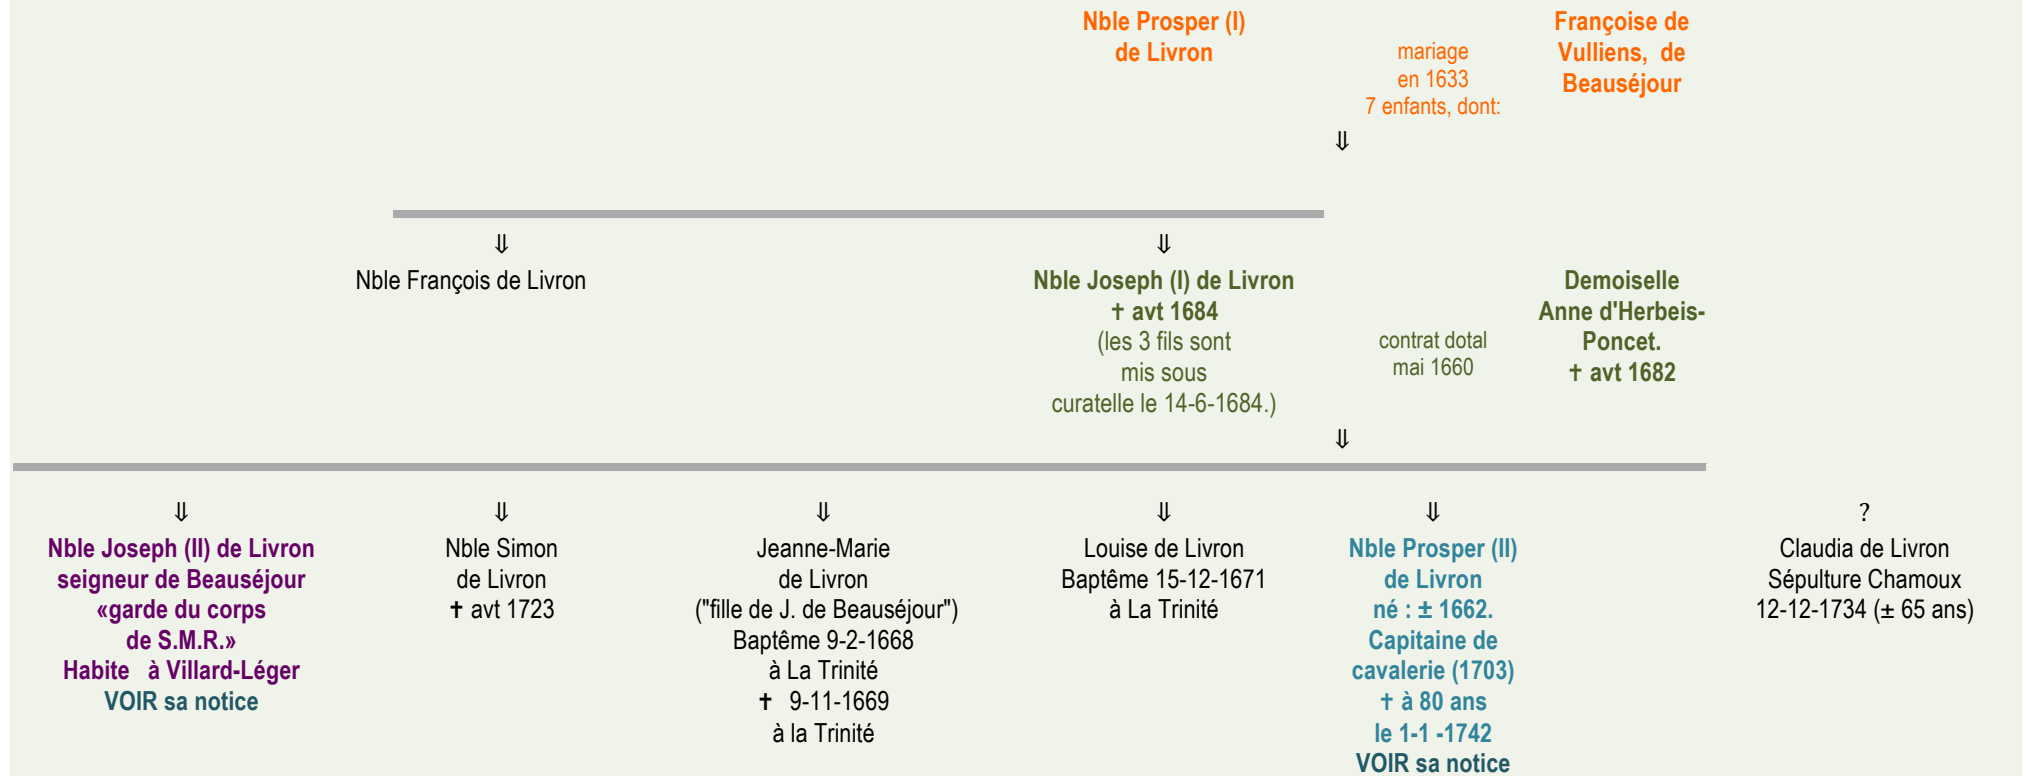 Nble Prosper (I)
de Livron
mariage
en 1633
7 enfants, dont:
Françoise de
Vulliens,  de
Beauséjour
⇓
⇓
Nble François de Livron
⇓
Nble Joseph (I) de Livron
† avt 1684
(les 3 fils sont
mis sous
curatelle le 14-6-1684.)
contrat dotal
mai 1660
Demoiselle
Anne d'Herbeis-
Poncet.
† avt 1682
⇓
⇓
Nble Joseph (II) de Livron
seigneur de Beauséjour
«garde du corps
de S.M.R.»
Habite   à Villard-Léger
VOIR sa notice
⇓
Nble Simon
de Livron
† avt 1723
⇓
Jeanne-Marie
de Livron
("fille de J. de Beauséjour")
Baptême 9-2-1668
à La Trinité
†  9-11-1669
à la Trinité
⇓
Louise de Livron
Baptême 15-12-1671
à La Trinité
⇓
Nble Prosper (II)
de Livron
né : ± 1662.
Capitaine de
cavalerie (1703)
† à 80 ans
le 1-1 -1742
VOIR sa notice
?
Claudia de Livron
Sépulture Chamoux
12-12-1734 (± 65 ans)